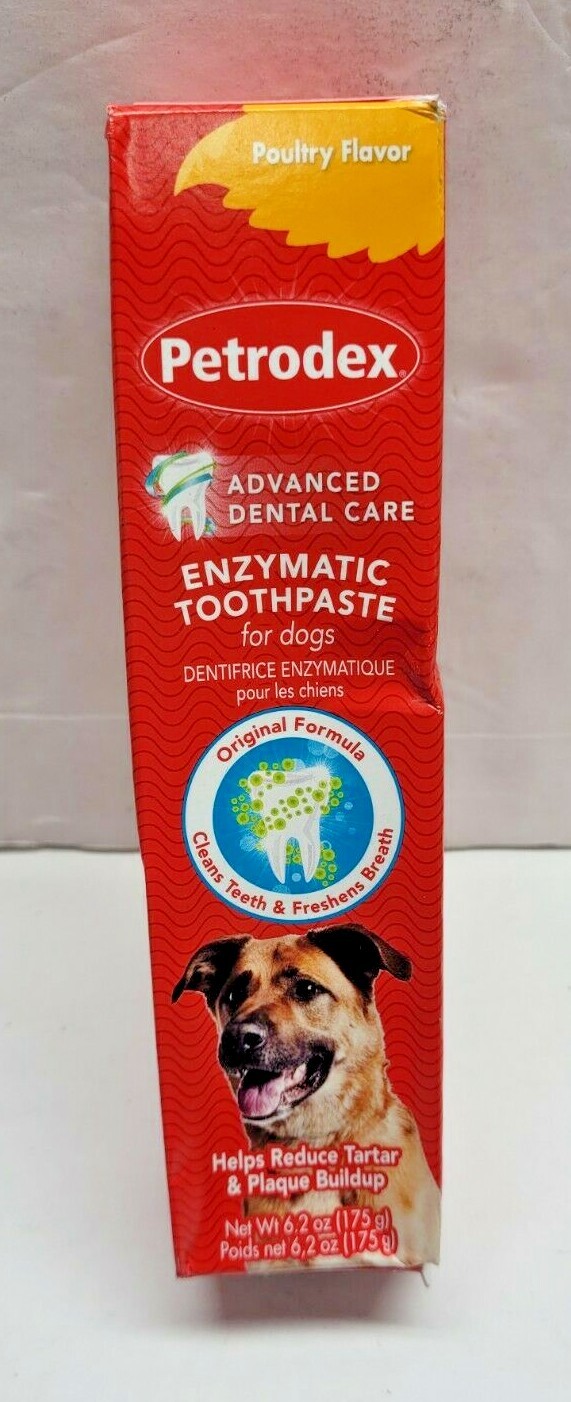 Poultry Flavor
Petrodex®
ADVANCED
DENTAL CARE
ENZYMATIC
TOOTHPASTE
for dogs
DENTIFRICE ENZYMATIQUE
pour les chiens
Original Formula
Cleans Teeth & Freshens Breath
Helps Reduce Tartar
& Plaque Buildup
Net Wt 6.2 oz (175 g)
Poids net 6,2 oz (175 g)